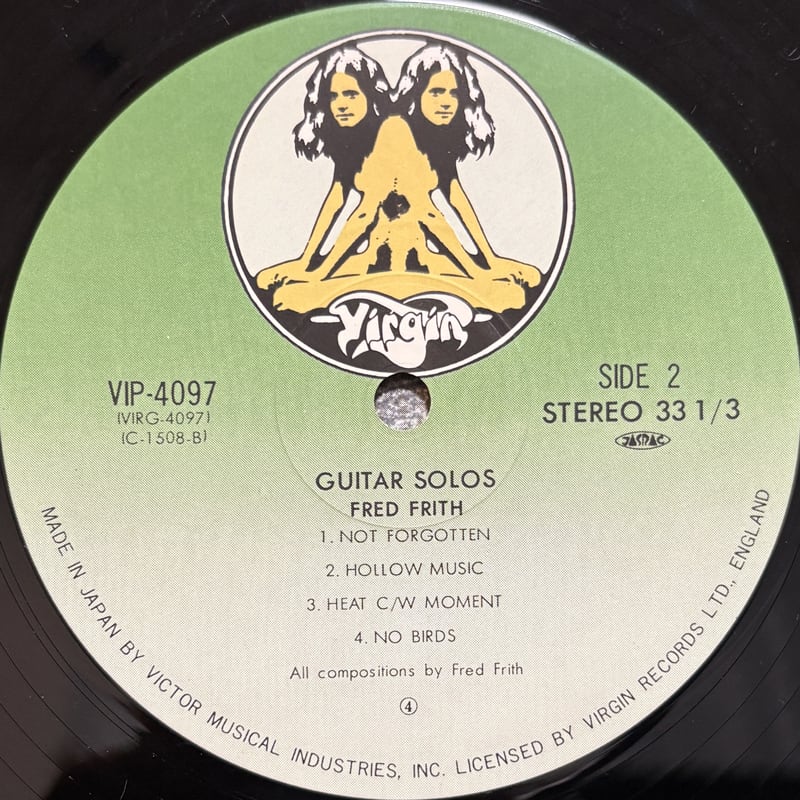 Virgin
VIP-4097
(VIRG-4097)
(C-1508-B)
SIDE 2
STEREO 33 1/3
JASRAC
GUITAR SOLOS
FRED FRITH
1. NOT FORGOTTEN
2. HOLLOW MUSIC
3. HEAT C/W MOMENT
4. NO BIRDS
All compositions by Fred Frith
④
MADE IN JAPAN BY VICTOR MUSICAL INDUSTRIES, INC. LICENSED BY VIRGIN RECORDS LTD., ENGLAND